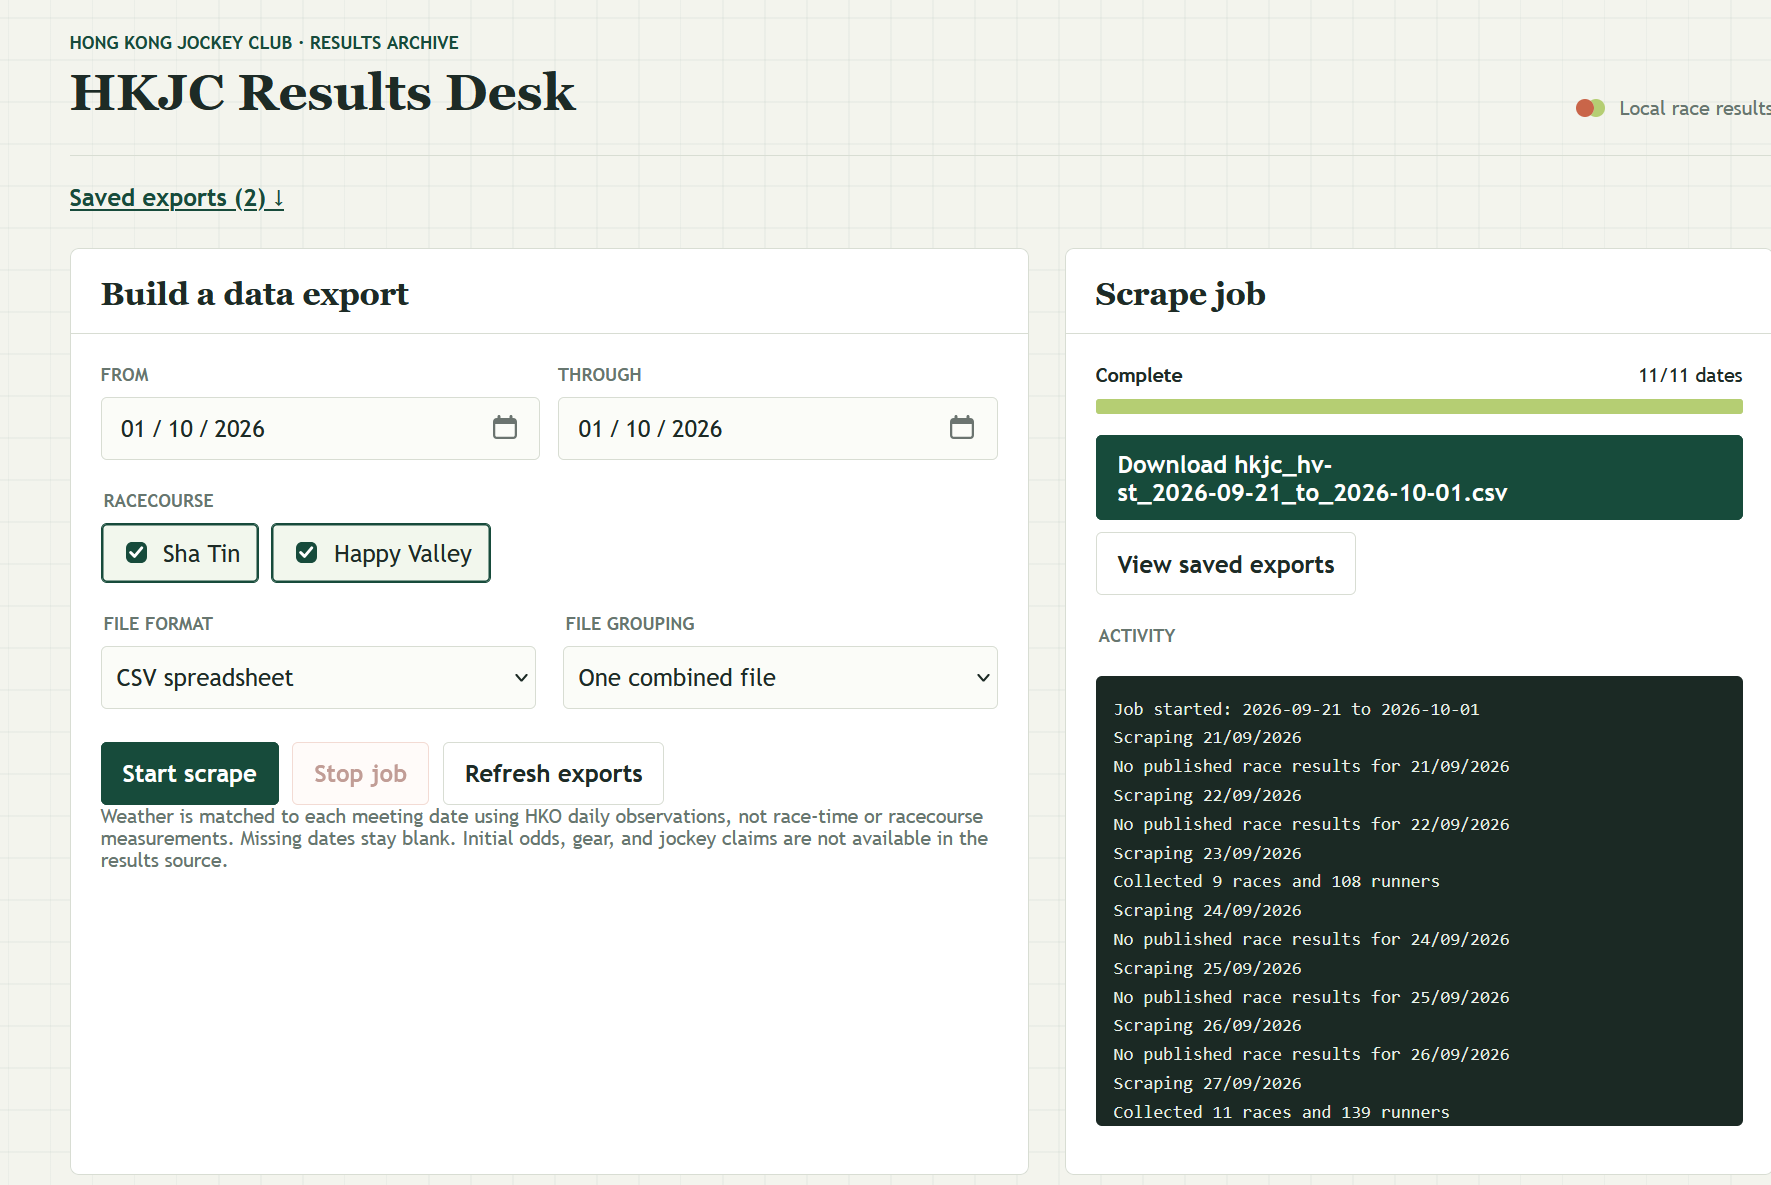 HONG KONG JOCKEY CLUB · RESULTS ARCHIVE
HKJC Results Desk
Local race results
Saved exports (2) ↓
Build a data export
FROM
THROUGH
01 / 10 / 2026
01 / 10 / 2026
RACECOURSE
Sha Tin
Happy Valley
FILE FORMAT
FILE GROUPING
CSV spreadsheet
One combined file
Start scrape
Stop job
Refresh exports
Weather is matched to each meeting date using HKO daily observations, not race-time or racecourse
measurements. Missing dates stay blank. Initial odds, gear, and jockey claims are not available in the
results source.
Scrape job
Complete
11/11 dates
Download hkjc_hv-
st_2026-09-21_to_2026-10-01.csv
View saved exports
ACTIVITY
Job started: 2026-09-21 to 2026-10-01
Scraping 21/09/2026
No published race results for 21/09/2026
Scraping 22/09/2026
No published race results for 22/09/2026
Scraping 23/09/2026
Collected 9 races and 108 runners
Scraping 24/09/2026
No published race results for 24/09/2026
Scraping 25/09/2026
No published race results for 25/09/2026
Scraping 26/09/2026
No published race results for 26/09/2026
Scraping 27/09/2026
Collected 11 races and 139 runners